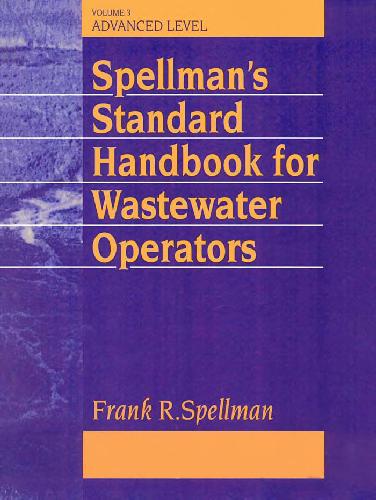 VOLUME 3
ADVANCED LEVEL
Spellman's
Standard
Handbook for
Wastewater
Operators
Frank R. Spellman